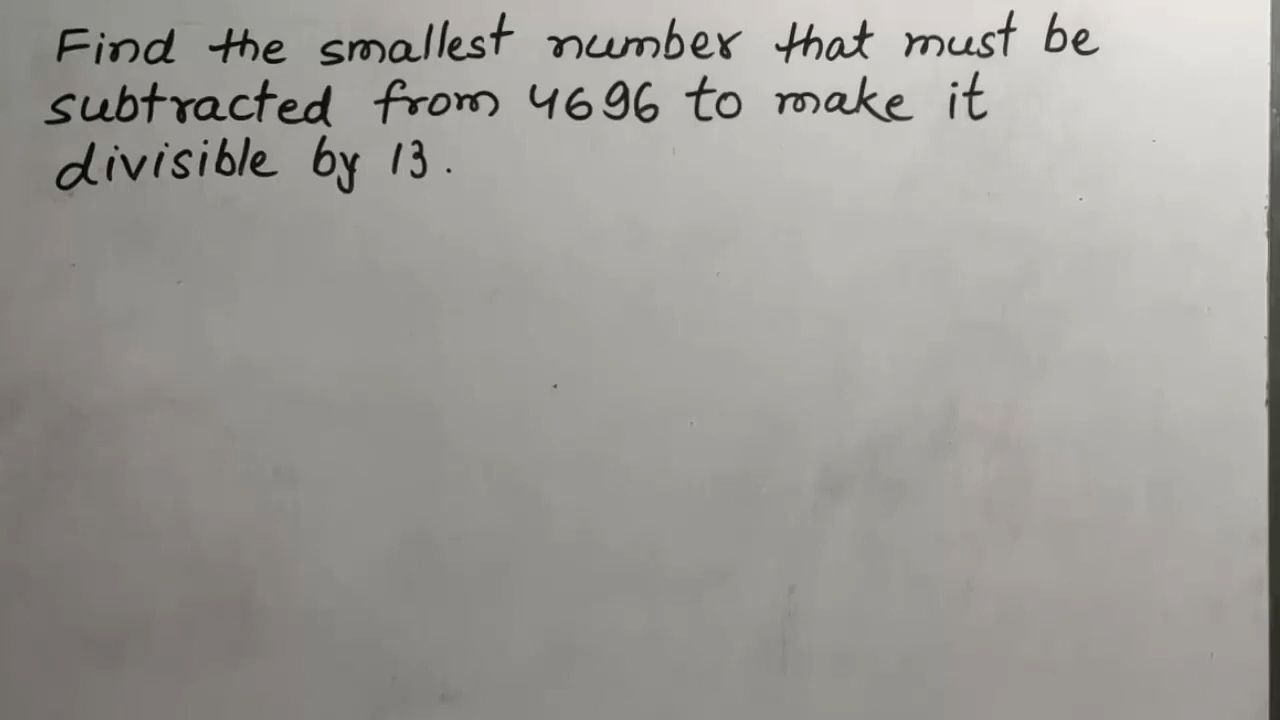 Find the smallest number that must be
subtracted from 4696 to make it
divisible by 13.